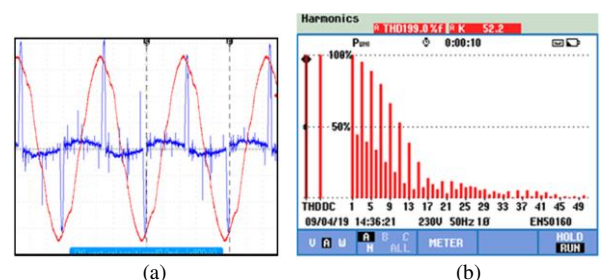 Harmonics
A THD199.0%f A K 52.2
0:00:10
100%
50%
THDDC 1 5 9 13 17 21 25 29 33 37 41 45 49
09/04/19 14:36:21 230V 50Hz 1Ø EN50160
V A W A B C N ALL METER HOLD RUN
(a) (b)